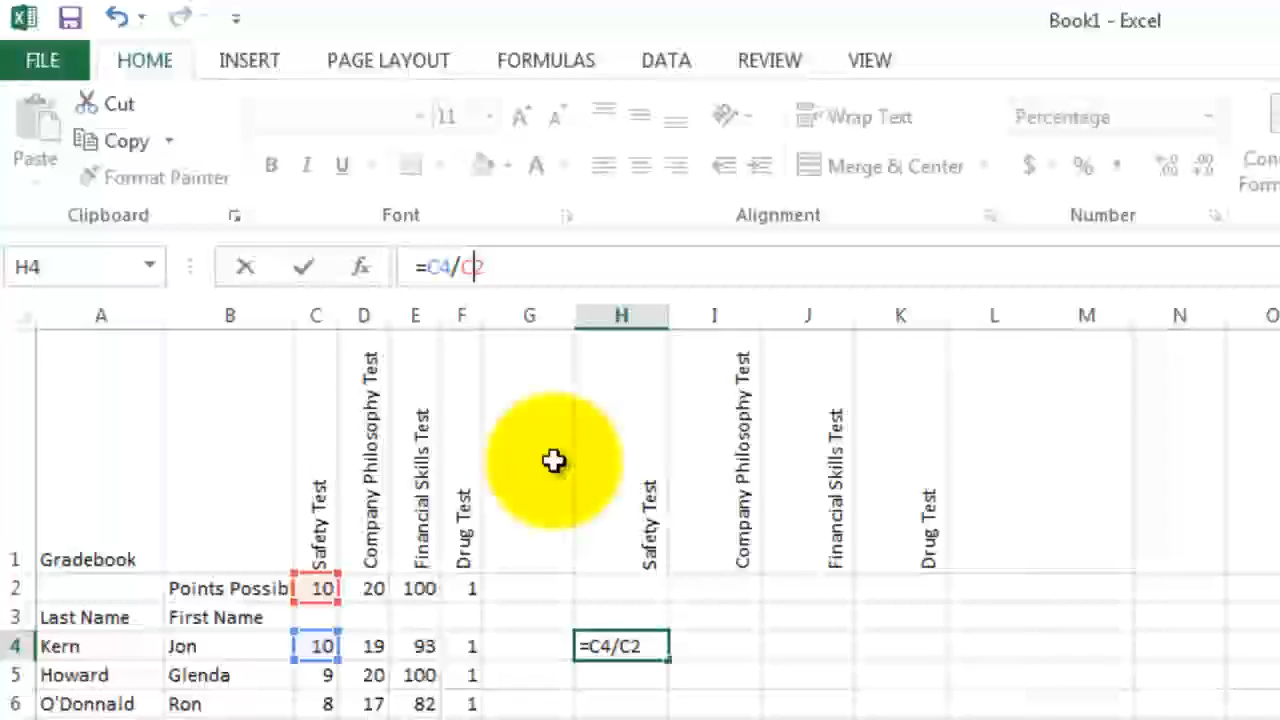 Book1 - Excel
FILE HOME INSERT PAGE LAYOUT FORMULAS DATA REVIEW VIEW
Cut
Copy
Paste
Format Painter
11
B I U
A
Wrap Text
Merge & Center
Percentage
$ %
Clipboard Font Alignment Number
H4
fx
=C4/C2
A B C D E F G H I J K L M N O
1 Gradebook Safety Test Company Philosophy Test Financial Skills Test Drug Test Safety Test Company Philosophy Test Financial Skills Test Drug Test
2 Points Possib 10 20 100 1
3 Last Name First Name
4 Kern Jon 10 19 93 1 =C4/C2
5 Howard Glenda 9 20 100 1
6 O'Donnald Ron 8 17 82 1